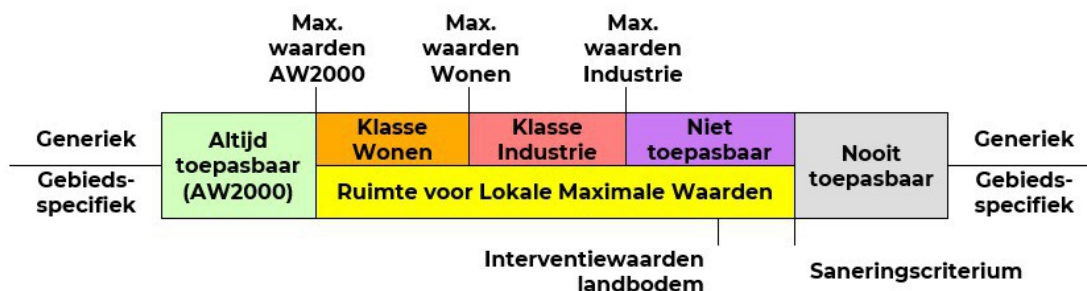 Max.
waarden
AW2000
Max.
waarden
Wonen
Max.
waarden
Industrie
Generiek
Gebieds-
specifiek
Altijd
toepasbaar
(AW2000)
Klasse
Wonen
Klasse
Industrie
Niet
toepasbaar
Ruimte voor Lokale Maximale Waarden
Nooit
toepasbaar
Generiek
Gebieds-
specifiek
Interventiewaarden
landbodem
Saneringscriterium